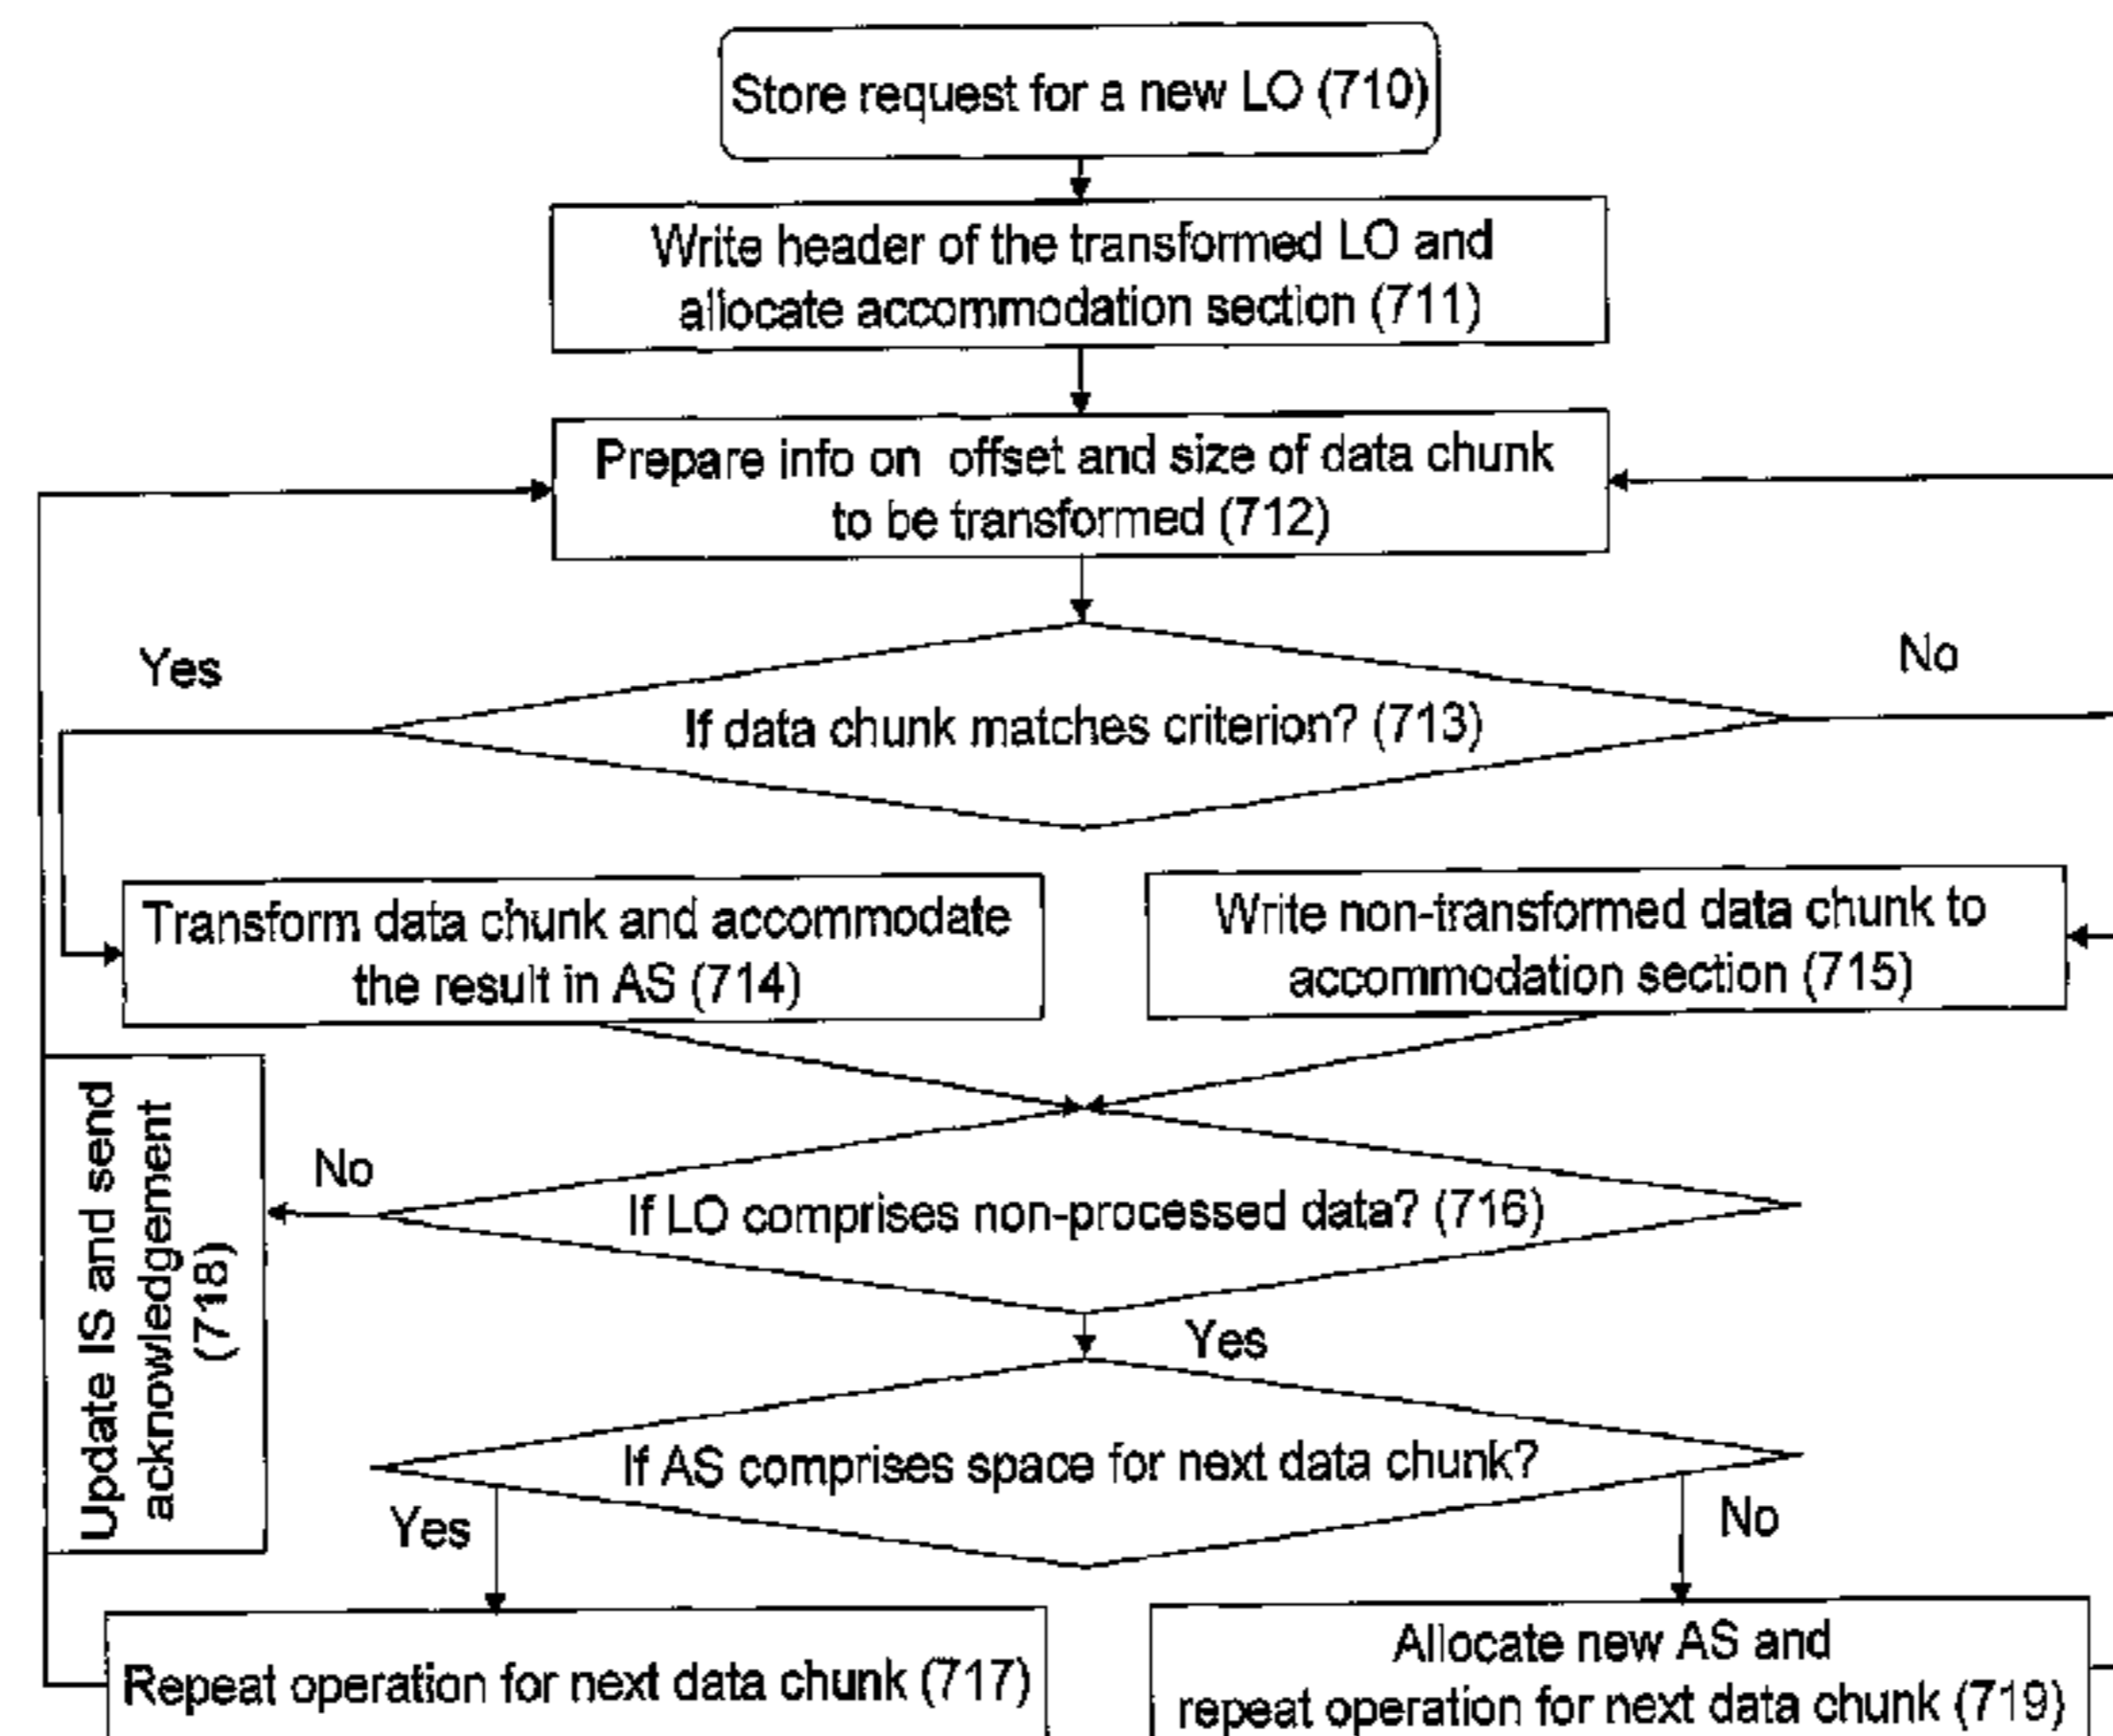 Store request for a new LO (710)
Write header of the transformed LO and
allocate accommodation section (711)
Prepare info on offset and size of data chunk
to be transformed (712)
Yes
No
If data chunk matches criterion? (713)
Transform data chunk and accommodate
the result in AS (714)
Write non-transformed data chunk to
accommodation section (715)
Update IS and send
acknowledgement
(718)
No
If LO comprises non-processed data? (716)
Yes
If AS comprises space for next data chunk?
Yes
No
Repeat operation for next data chunk (717)
Allocate new AS and
repeat operation for next data chunk (719)